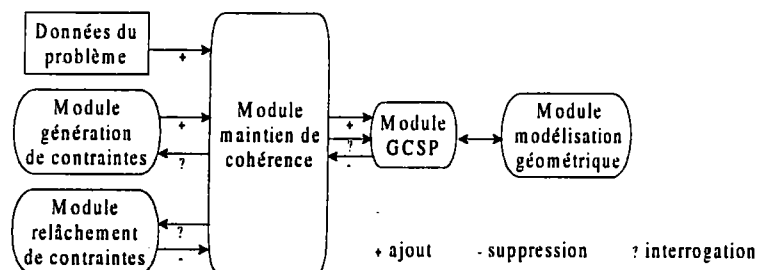 Données du
problème
+
Module
génération
de contraintes
+
?
Module
relâchement
de contraintes
?
-
Module
maintien de
cohérence
+
?
-
Module
GCSP
Module
modélisation
géométrique
+ ajout
- suppression
? interrogation